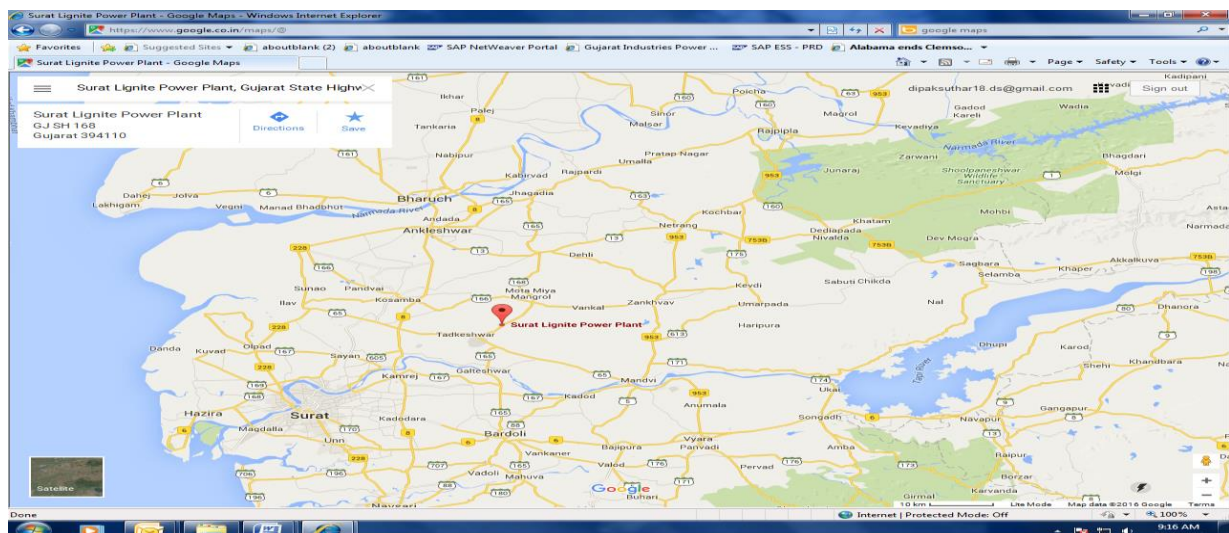 Surat Lignite Power Plant - Google Maps - Windows Internet Explorer
https://www.google.co.in/maps/@
google maps
Favorites Suggested Sites aboutblank (2) aboutblank SAP NetWeaver Portal Gujarat Industries Power ... SAP ESS - PRD Alabama ends Clemso...
Surat Lignite Power Plant - Google Maps
Page Safety Tools
Surat Lignite Power Plant, Gujarat State Highw
dipaksuthar18.ds@gmail.com
Sign out
Surat Lignite Power Plant
GJ SH 168
Gujarat 394110
Directions
Save
Kadipani
Ikhar
Palej
Tankaria
Sinor
Malsar
Poicha
Rajpipla
Magrol
Gadod
Kareli
Wadia
Kevadiya
Narmada River
Nabipur
Pratap Nagar
Umalla
Kabirvad
Rajpardi
Junaraj
Zarwani
Shoolpaneshwar
Wildlife
Sanctuary
Bhagdari
Molgi
Dahej
Jolva
Lakhigam
Vegni
Manad Bhadbhut
Narmada River
Bharuch
Jhagadia
Andada
Ankleshwar
Kochbar
Netrang
Khatam
Dediapada
Nivalda
Mohbi
Dev Mogra
Dehli
Sagbara
Selamba
Khaper
Akkalkuva
Sunao
Pandvai
Ilav
Kosamba
Mota Miya
Mangrol
Vankal
Zankhvav
Kevdi
Umarpada
Sabuti Chikda
Nal
Dhanora
Surat Lignite Power Plant
Haripura
Tadkeshwar
Danda
Kuvad
Olpad
Sayan
Kamrej
Galteshwar
Mandvi
Dhupi
Karod
Shehi
Khandbara
Tapi River
Ukai
Hazira
Magdalla
Surat
Unn
Kadodara
Kadod
Bardoli
Anumala
Songadh
Navapur
Gangapur
Vyara
Panvadi
Bajipura
Vankaner
Valod
Vadoli
Mahuva
Buhari
Pervad
Amba
Raipur
Borzar
Karvanda
Girmal
Navsari
Satellite
Google
10 km
Lite Mode
Map data ©2016 Google
Terms
Done
Internet | Protected Mode: Off
100%
9:16 AM